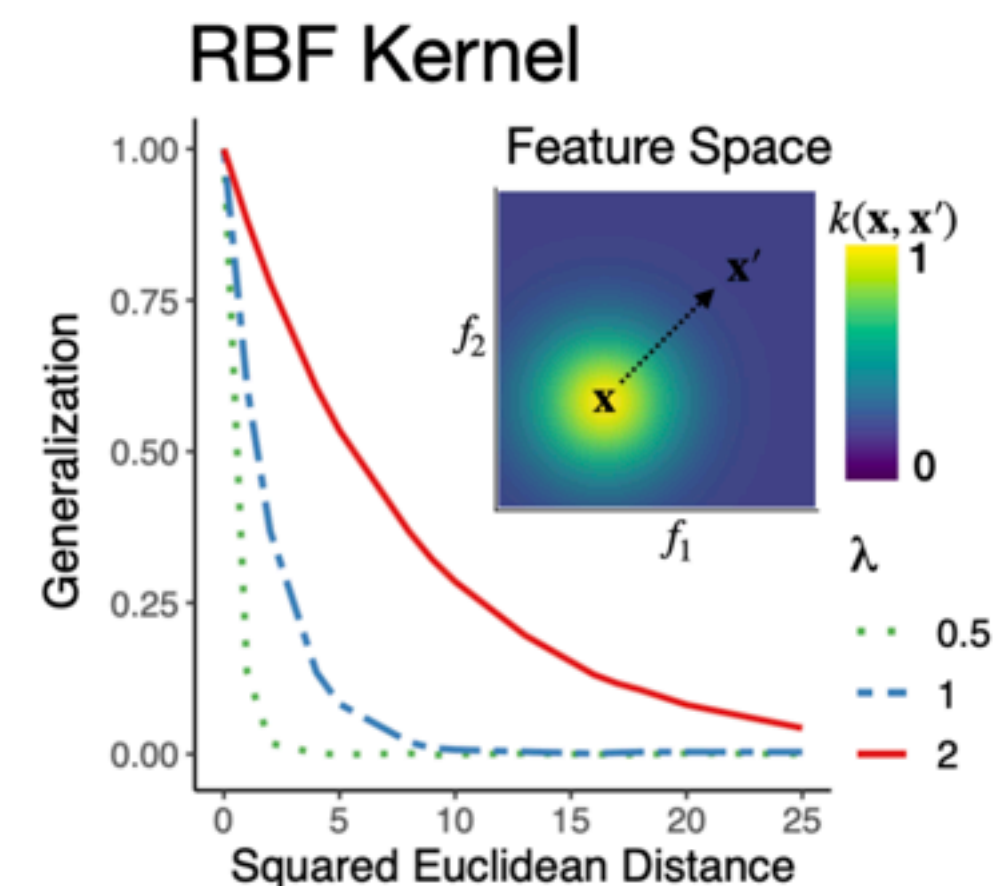 RBF Kernel
Feature Space
k(x, x′)
1
0
x′
x
f₂
f₁
λ
0.5
1
2
Generalization
1.00
0.75
0.50
0.25
0.00
0 5 10 15 20 25
Squared Euclidean Distance